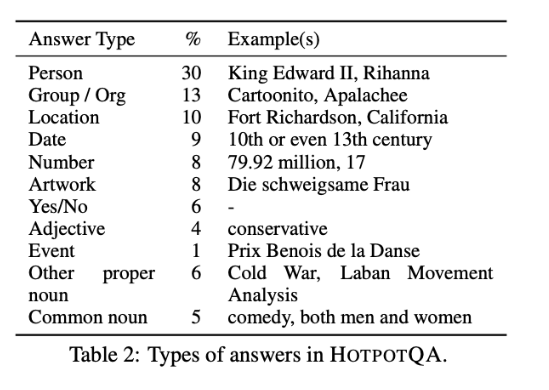 Answer Type % Example(s)
Person 30 King Edward II, Rihanna
Group / Org 13 Cartoonito, Apalachee
Location 10 Fort Richardson, California
Date 9 10th or even 13th century
Number 8 79.92 million, 17
Artwork 8 Die schweigsame Frau
Yes/No 6 -
Adjective 4 conservative
Event 1 Prix Benois de la Danse
Other proper 6 Cold War, Laban Movement
noun Analysis
Common noun 5 comedy, both men and women
Table 2: Types of answers in HOTPOTQA.